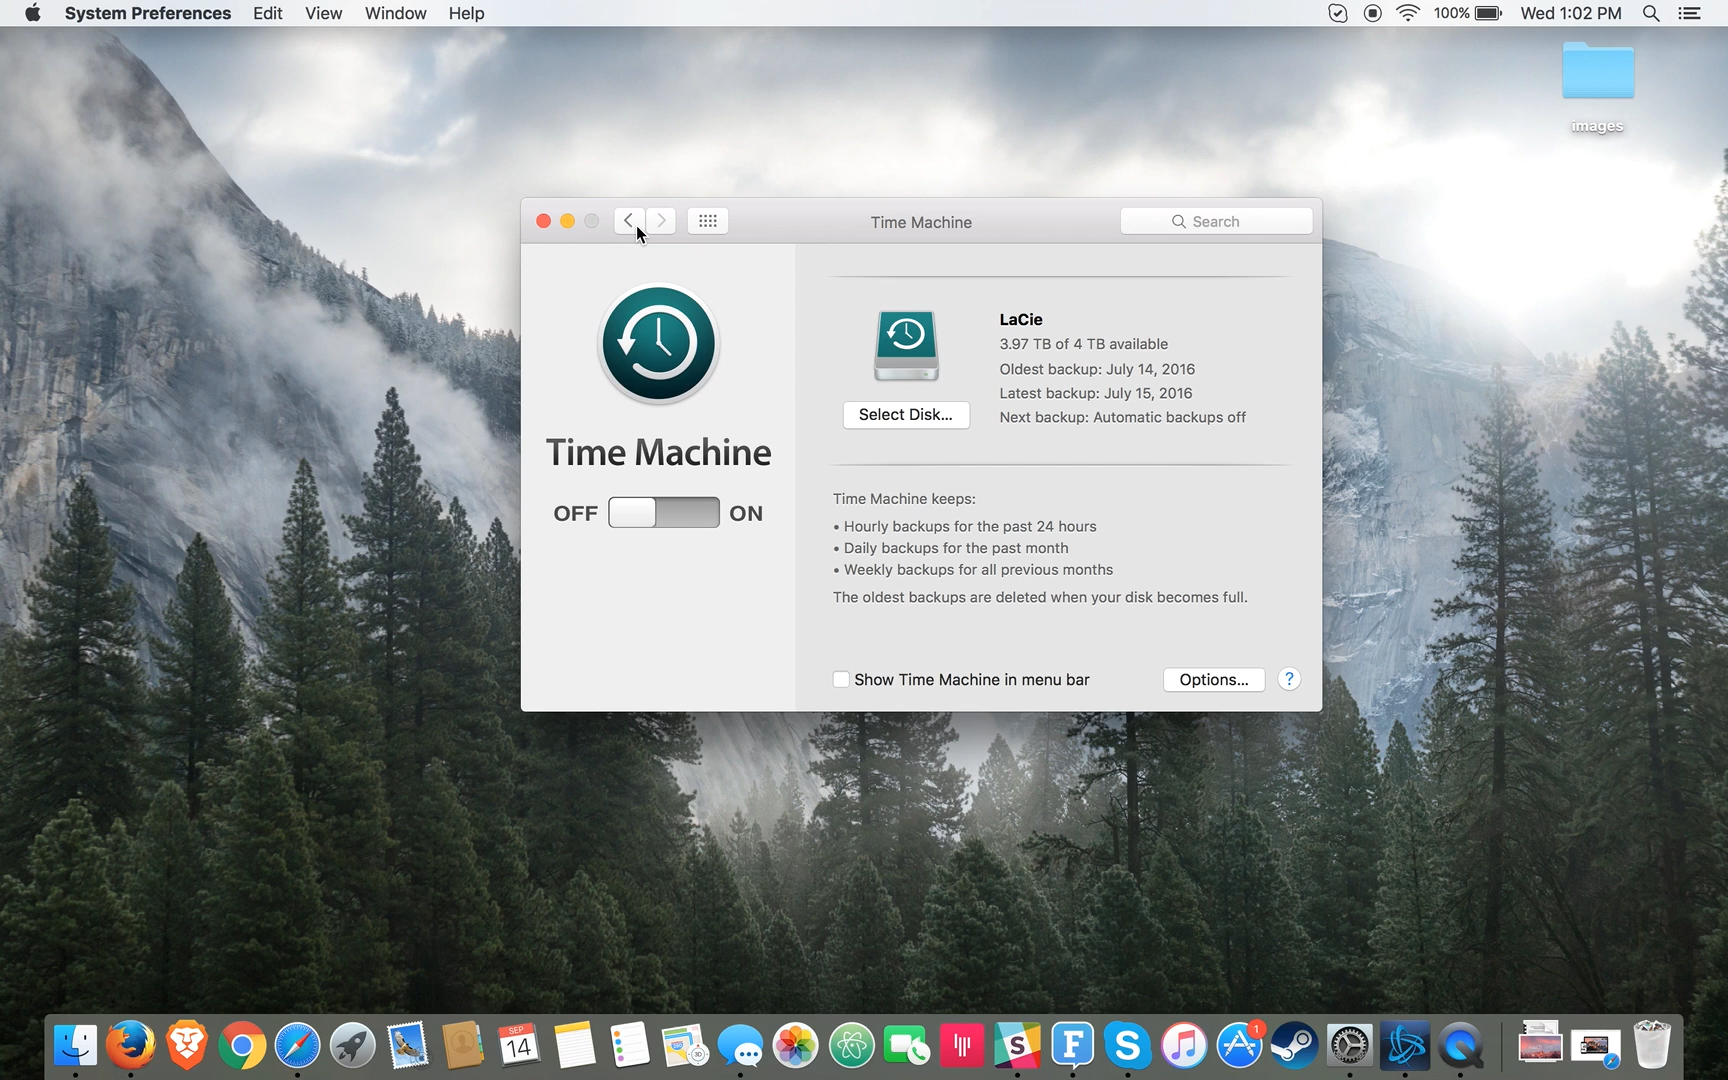 System Preferences Edit View Window Help 100% Wed 1:02 PM
images
Time Machine
Search
Time Machine
OFF ON
LaCie
3.97 TB of 4 TB available
Oldest backup: July 14, 2016
Latest backup: July 15, 2016
Next backup: Automatic backups off
Select Disk...
Time Machine keeps:
• Hourly backups for the past 24 hours
• Daily backups for the past month
• Weekly backups for all previous months
The oldest backups are deleted when your disk becomes full.
Show Time Machine in menu bar
Options... ?
SEP
14
3D
S
F
S
1